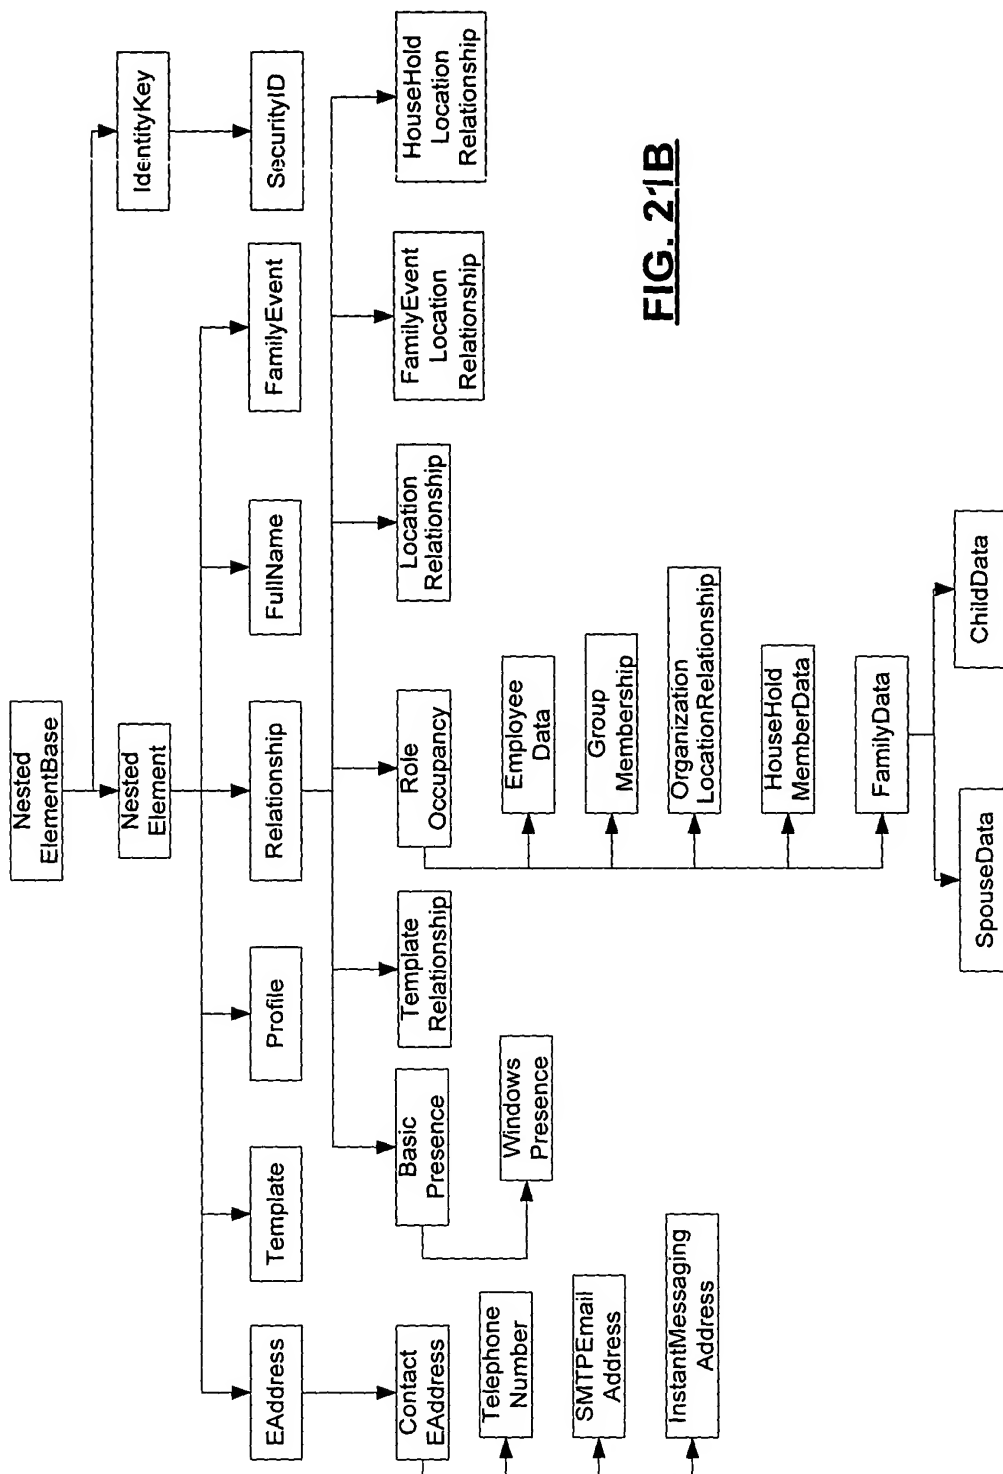 Nested
ElementBase
Nested
Element
IdentityKey
EAddress
Template
Profile
Relationship
FullName
FamilyEvent
SecurityID
Contact
EAddress
Basic
Presence
Template
Relationship
Role
Occupancy
Location
Relationship
FamilyEvent
Location
Relationship
HouseHold
Location
Relationship
Telephone
Number
SMTPEmail
Address
InstantMessaging
Address
Windows
Presence
Employee
Data
Group
Membership
Organization
LocationRelationship
HouseHold
MemberData
FamilyData
SpouseData
ChildData
FIG. 21B